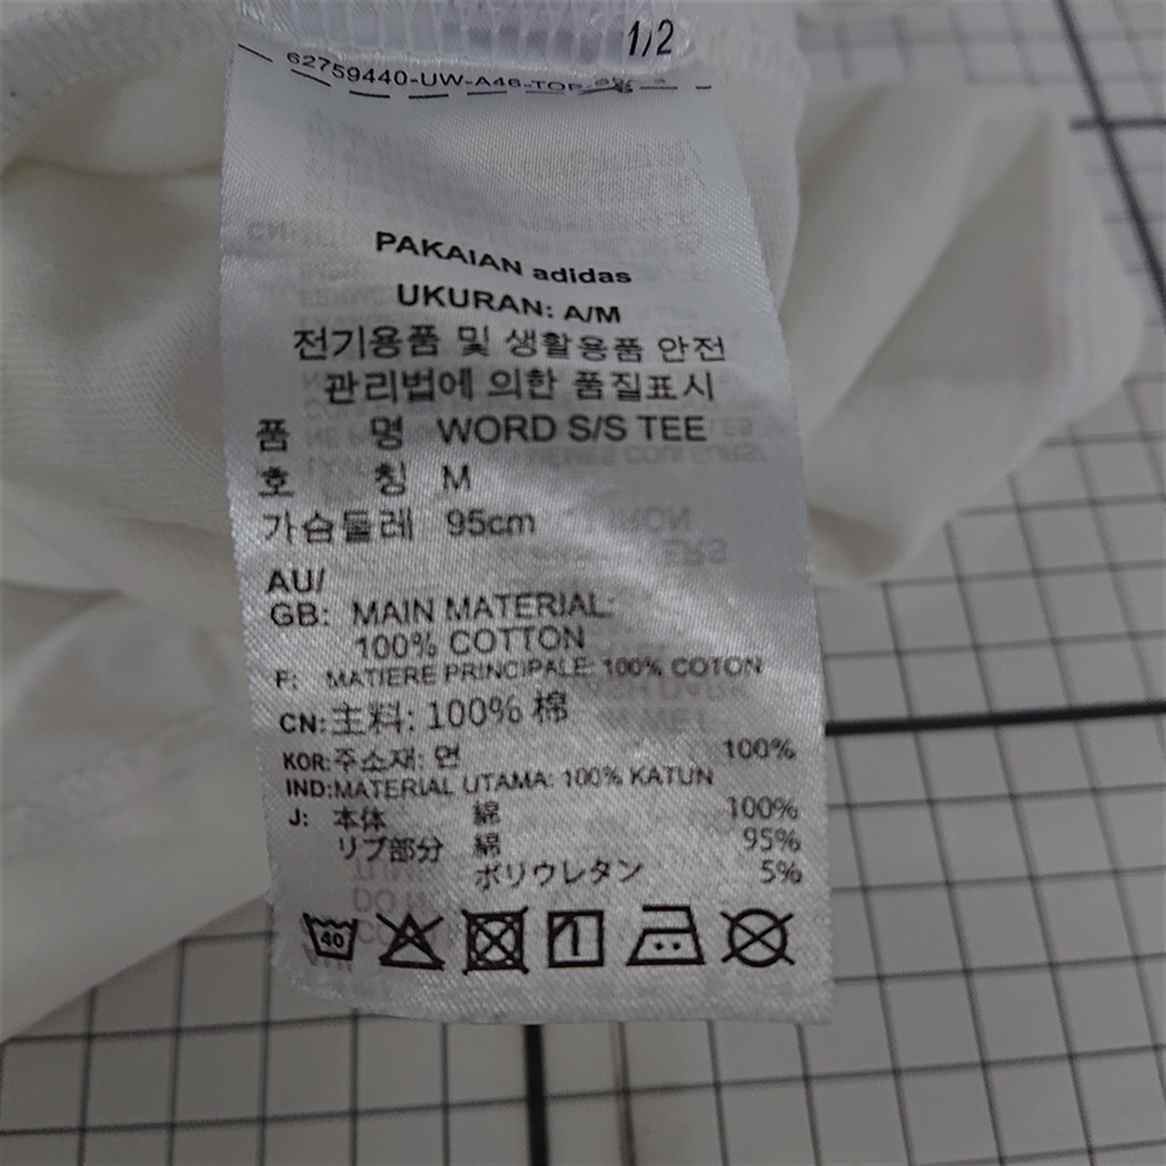 1/2
62759440-UW-A46-TOP
PAKAIAN adidas
UKURAN: A/M
전기용품 및 생활용품 안전
관리법에 의한 품질표시
품 명 WORD S/S TEE
호 칭 M
가슴둘레 95cm
AU/
GB: MAIN MATERIAL:
100% COTTON
F: MATIERE PRINCIPALE: 100% COTON
CN:主料: 100% 棉
KOR:주소재: 면 100%
IND:MATERIAL UTAMA: 100% KATUN
J: 本体 綿 100%
リブ部分 綿 95%
ポリウレタン 5%
40